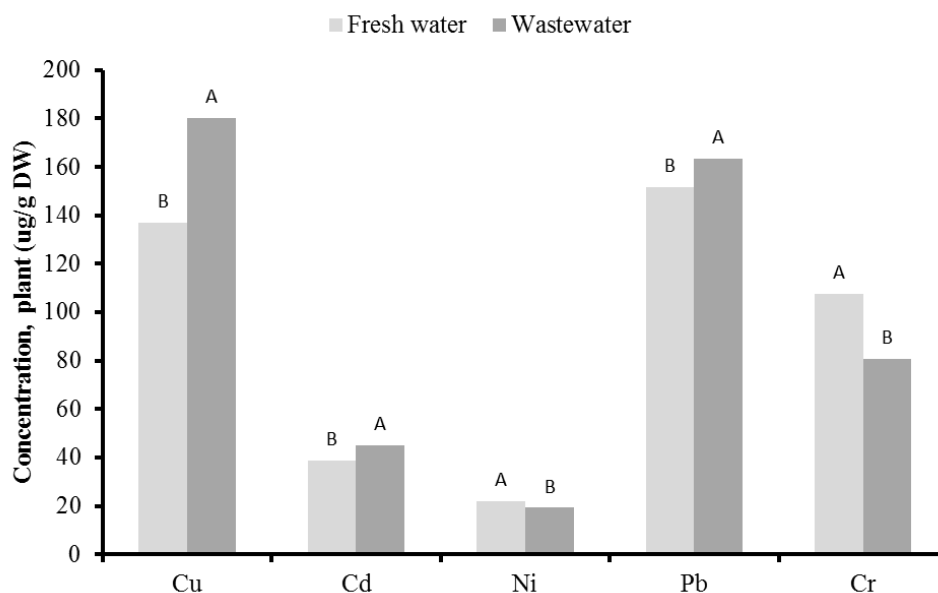 Fresh water Wastewater
Concentration, plant (ug/g DW)
200
180
160
140
120
100
80
60
40
20
0
B A
B A
A B
B A
A B
Cu Cd Ni Pb Cr